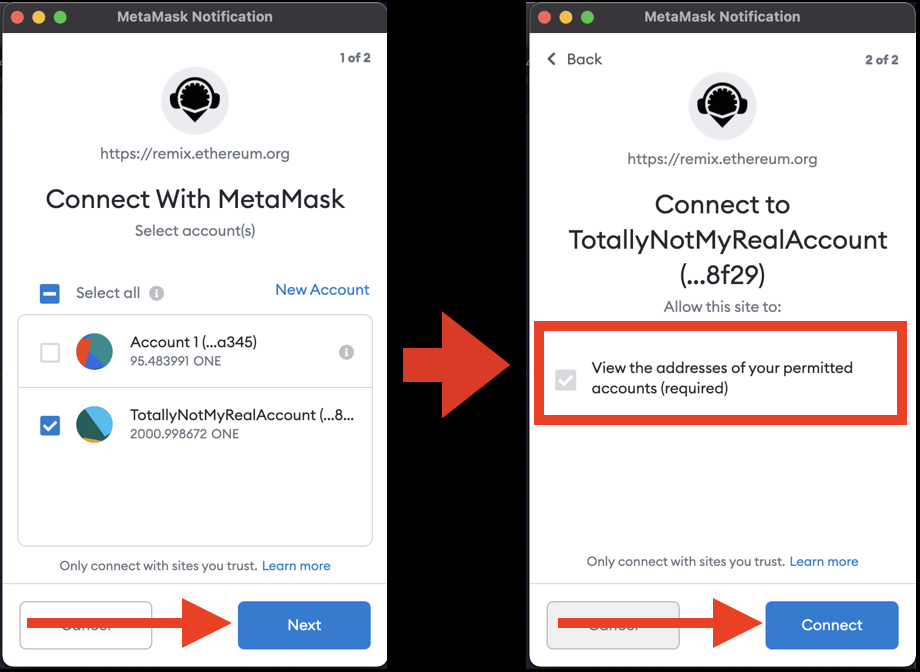 MetaMask Notification
1 of 2
https://remix.ethereum.org
Connect With MetaMask
Select account(s)
Select all
New Account
Account 1 (...a345)
95.483991 ONE
TotallyNotMyRealAccount (...8...
2000.998672 ONE
Only connect with sites you trust. Learn more
Next
MetaMask Notification
Back
2 of 2
https://remix.ethereum.org
Connect to
TotallyNotMyRealAccount
(...8f29)
Allow this site to:
View the addresses of your permitted
accounts (required)
Only connect with sites you trust. Learn more
Connect